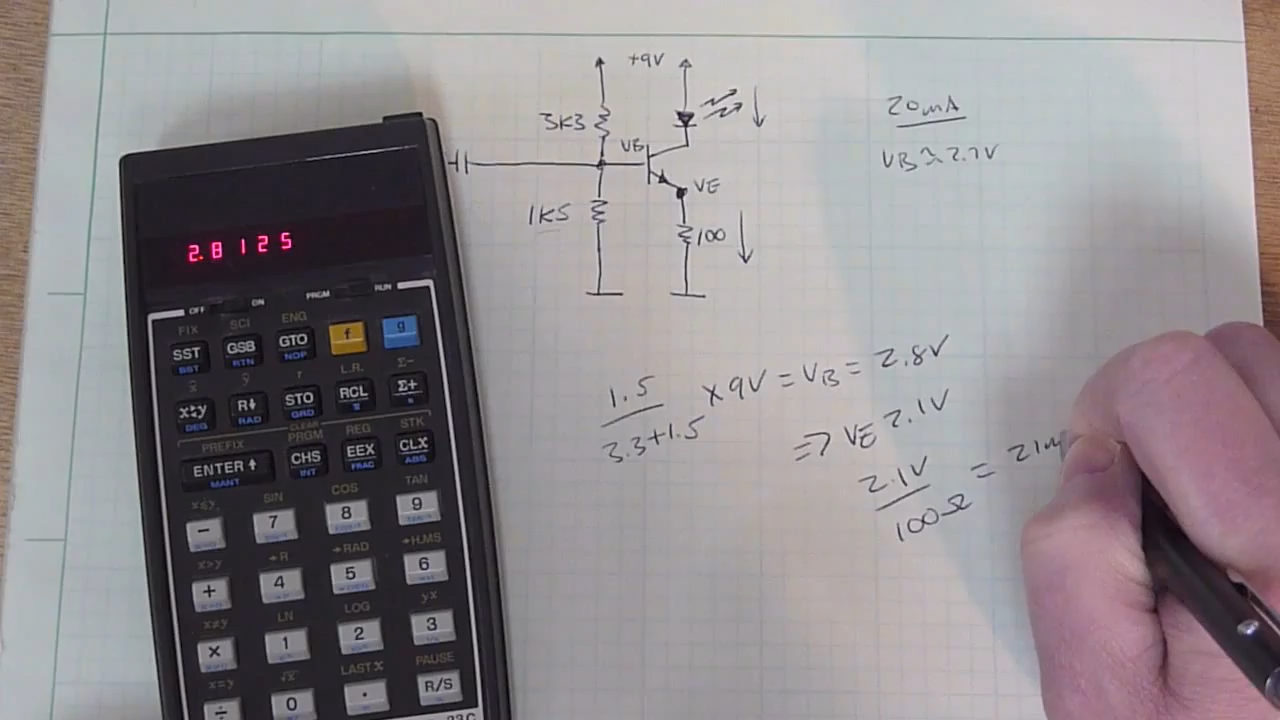 +9V
3K3
VB
VE
1K5
100
20mA
VB ≈ 2.7V
1.5
3.3+1.5
X 9V = VB = 2.8V
=> VE 2.1V
2.1V
100Ω
= 21m
2.8125
OFF ON PRGM RUN
FIX SCI ENG
SST GSB GTO f g
BST RTN NOP
x̄ ȳ r L.R. Σ-
x≷y R↓ STO RCL Σ+
DEG RAD GRD
CLEAR
PREFIX PRGM REG STK
ENTER↑ CHS EEX CLX
MANT INT FRAC ABS
x≤y SIN COS TAN
− 7 8 9
x>y →R →RAD →H.MS
+ 4 5 6
x≠y LN LOG yx
× 1 2 3
x=y √x LAST X PAUSE
÷ 0 . R/S
33C